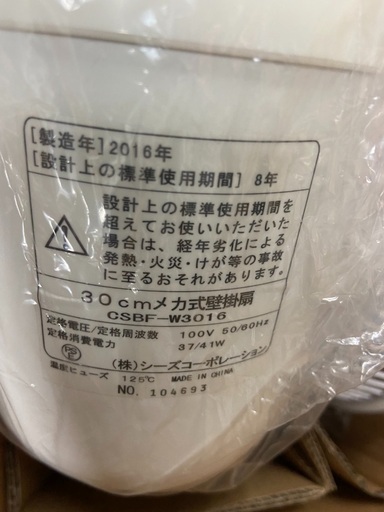 [製造年]2016年
[設計上の標準使用期間] 8年
設計上の標準使用期間を
超えてお使いいただいた
場合は、経年劣化による
発熱・火災・けが等の事故
に至るおそれがあります。
30cmメカ式壁掛扇
CSBF-W3016
定格電圧/定格周波数 100V 50/60Hz
定格消費電力 37/41W
(株)シーズコーポレーション
温度ヒューズ 125℃ MADE IN CHINA
NO. 104693